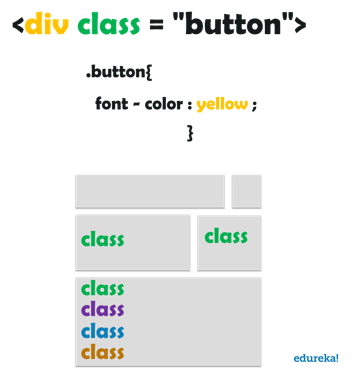 <div class = "button">
.button{
font - color : yellow ;
}
class class
class
class
class
class
edureka!